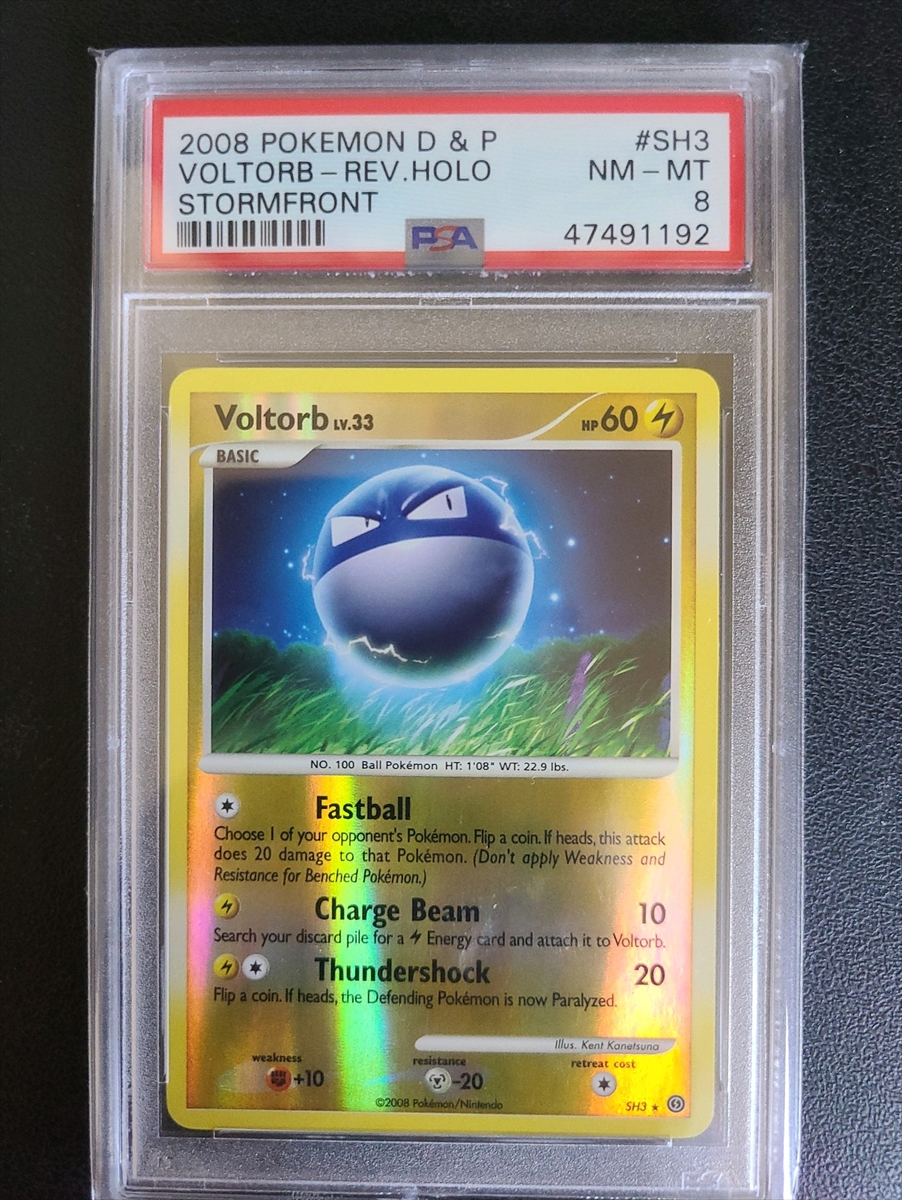 2008 POKEMON D & P #SH3
VOLTORB - REV.HOLO NM - MT
STORMFRONT 8
PSA 47491192
Voltorb LV.33 HP 60
BASIC
NO. 100 Ball Pokémon HT: 1'08" WT: 22.9 lbs.
Fastball
Choose 1 of your opponent's Pokémon. Flip a coin. If heads, this attack
does 20 damage to that Pokémon. (Don't apply Weakness and
Resistance for Benched Pokémon.)
Charge Beam 10
Search your discard pile for a Energy card and attach it to Voltorb.
Thundershock 20
Flip a coin. If heads, the Defending Pokémon is now Paralyzed.
Illus. Kent Kanetsuna
weakness resistance retreat cost
+10 -20
©2008 Pokémon/Nintendo SH3 ★